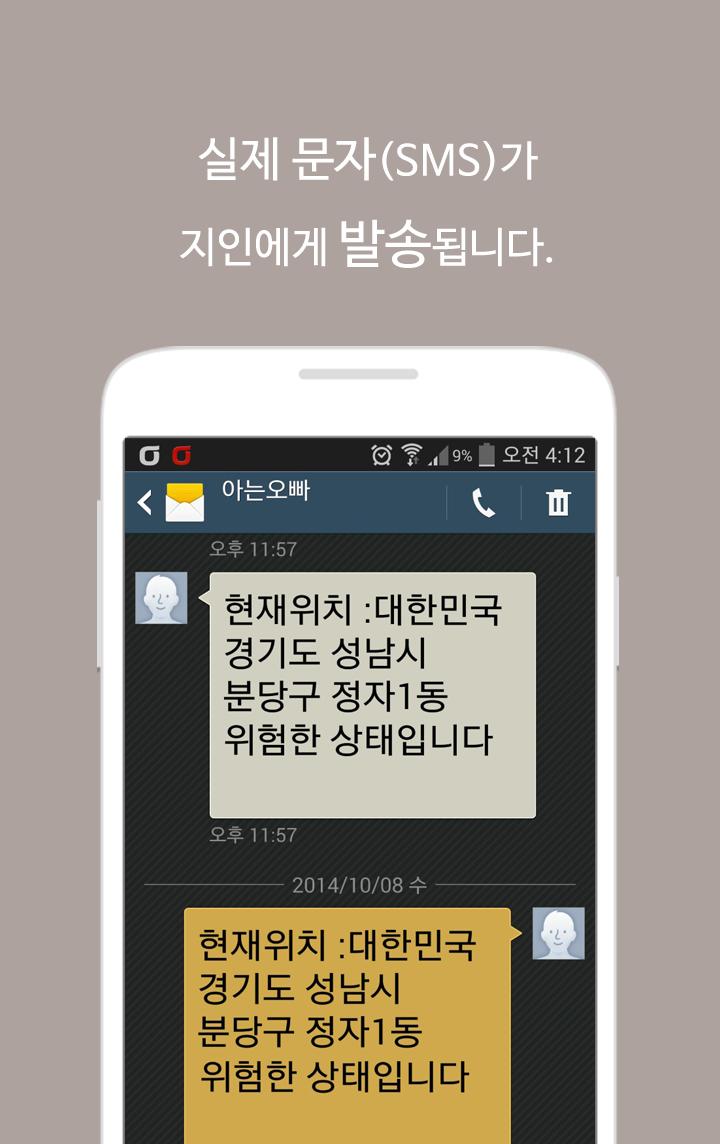 실제 문자(SMS)가
지인에게 발송됩니다.
9% 오전 4:12
아는오빠
오후 11:57
현재위치 :대한민국
경기도 성남시
분당구 정자1동
위험한 상태입니다
오후 11:57
2014/10/08 수
현재위치 :대한민국
경기도 성남시
분당구 정자1동
위험한 상태입니다